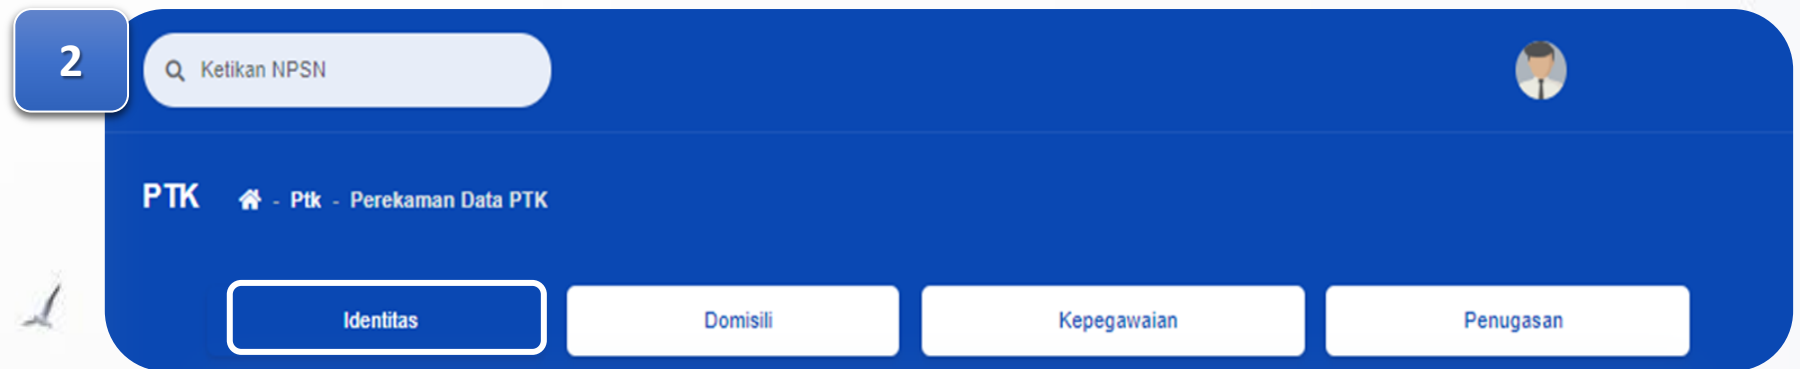 2
Ketikan NPSN
PTK - Ptk - Perekaman Data PTK
Identitas Domisili Kepegawaian Penugasan